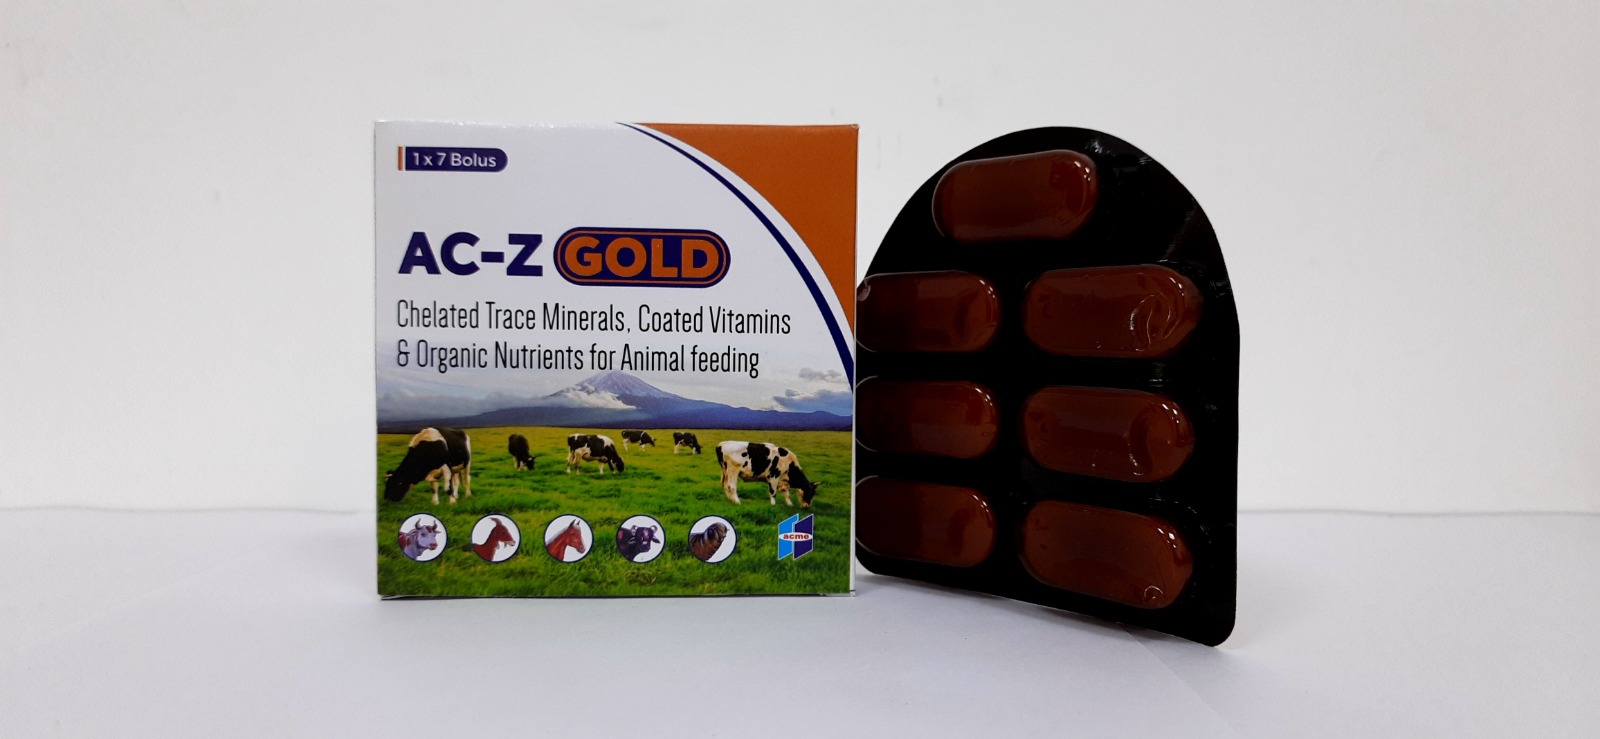 1 x 7 Bolus
AC-Z GOLD
Chelated Trace Minerals, Coated Vitamins
& Organic Nutrients for Animal feeding
acme